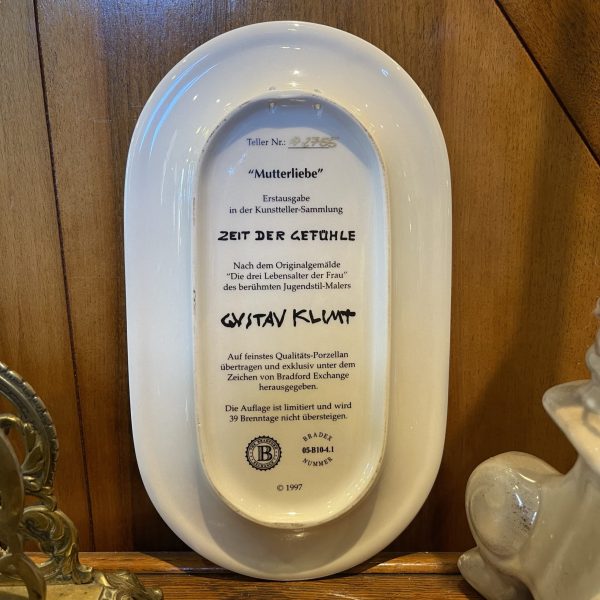 Teller Nr.:
“Mutterliebe”
Erstausgabe
in der Kunstteller-Sammlung
ZEIT DER GEFÜHLE
Nach dem Originalgemälde
“Die drei Lebensalter der Frau”
des berühmten Jugendstil-Malers
GUSTAV KLIMT
Auf feinstes Qualitäts-Porzellan
übertragen und exklusiv unter dem
Zeichen von Bradford Exchange
herausgegeben.
Die Auflage ist limitiert und wird
39 Brenntage nicht übersteigen.
B
BRADEX
05-B10-4.1
NUMMER
© 1997